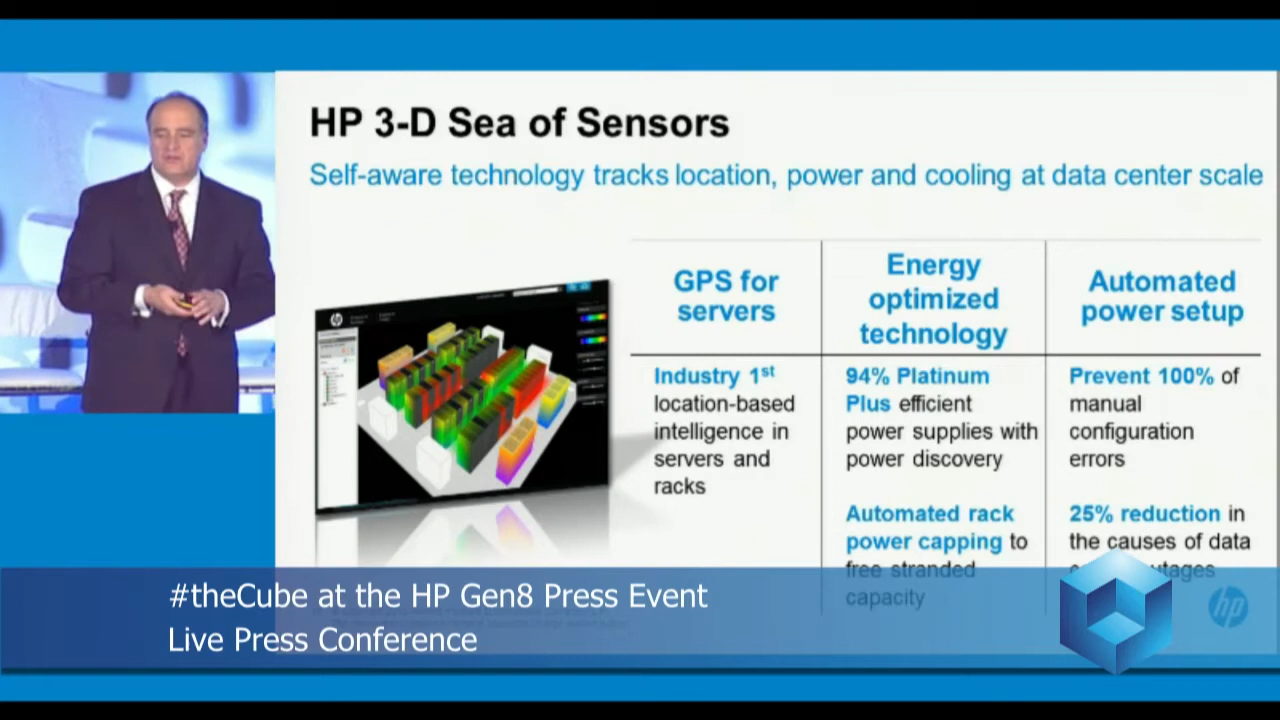 HP 3-D Sea of Sensors
Self-aware technology tracks location, power and cooling at data center scale
GPS for
servers
Industry 1st
location-based
intelligence in
servers and
racks
Energy
optimized
technology
94% Platinum
Plus efficient
power supplies with
power discovery
Automated rack
power capping to
free stranded
capacity
Automated
power setup
Prevent 100% of
manual
configuration
errors
25% reduction in
the causes of data
hp
hp
#theCube at the HP Gen8 Press Event
Live Press Conference